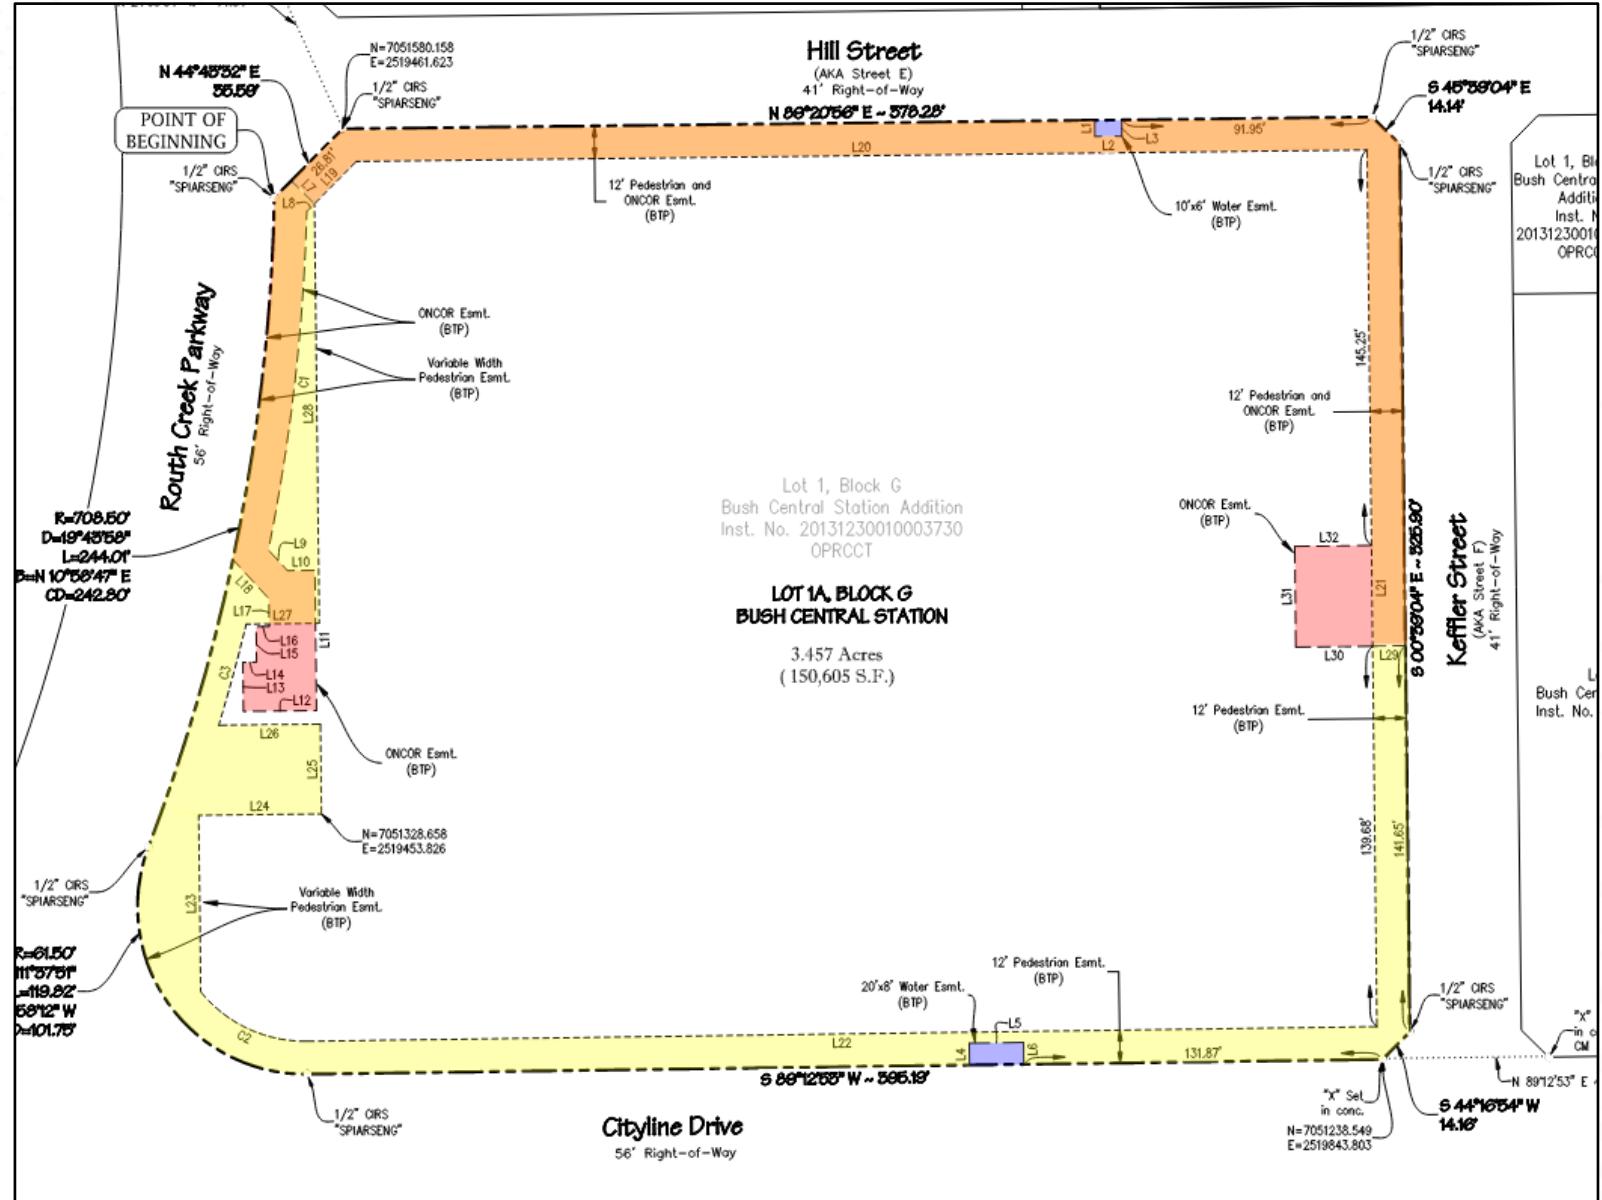 Hill Street
(AKA Street E)
41' Right-of-Way
N 89°20'56" E ~ 378.28'
N=7051580.158
E=2519461.623
1/2" CIRS
"SPIARSENG"
N 44°43'32" E
35.59'
POINT OF
BEGINNING
1/2" CIRS
"SPIARSENG"
1/2" CIRS
"SPIARSENG"
S 45°39'04" E
14.14'
1/2" CIRS
"SPIARSENG"
28.81'
L7
L19
L8
L20
L1
L2
L3
91.95'
12' Pedestrian and
ONCOR Esmt.
(BTP)
10'x6' Water Esmt.
(BTP)
Lot 1, Bl
Bush Centra
Additi
Inst. N
2013123001
OPRCC
Routh Creek Parkway
56' Right-of-Way
ONCOR Esmt.
(BTP)
Variable Width
Pedestrian Esmt.
(BTP)
C1
L28
145.25'
12' Pedestrian and
ONCOR Esmt.
(BTP)
R=708.50'
D=19°43'58"
L=244.01'
B=N 10°58'47" E
CD=242.80'
Lot 1, Block G
Bush Central Station Addition
Inst. No. 20131230010003730
OPRCCT
LOT 1A, BLOCK G
BUSH CENTRAL STATION
3.457 Acres
( 150,605 S.F.)
ONCOR Esmt.
(BTP)
L32
L31
L30
L21
L29
S 00°39'04" E ~ 325.90'
Keffler Street
(AKA Street F)
41' Right-of-Way
L9
L10
L18
L17
L27
L16
L15
L11
L14
L13
L12
C3
L26
L25
L24
ONCOR Esmt.
(BTP)
12' Pedestrian Esmt.
(BTP)
L
Bush Cer
Inst. No.
N=7051328.658
E=2519453.826
139.68'
141.65'
1/2" CIRS
"SPIARSENG"
L23
Variable Width
Pedestrian Esmt.
(BTP)
R=61.50'
111°37'51"
=119.82'
58'12" W
=101.75'
C2
L22
20'x8' Water Esmt.
(BTP)
12' Pedestrian Esmt.
(BTP)
L4
L5
L6
131.87'
1/2" CIRS
"SPIARSENG"
"X"
in c
CM
S 89°12'53" W ~ 395.19'
N 89°12'53" E
1/2" CIRS
"SPIARSENG"
Cityline Drive
56' Right-of-Way
"X" Set
in conc.
N=7051238.549
E=2519843.803
S 44°16'54" W
14.16'